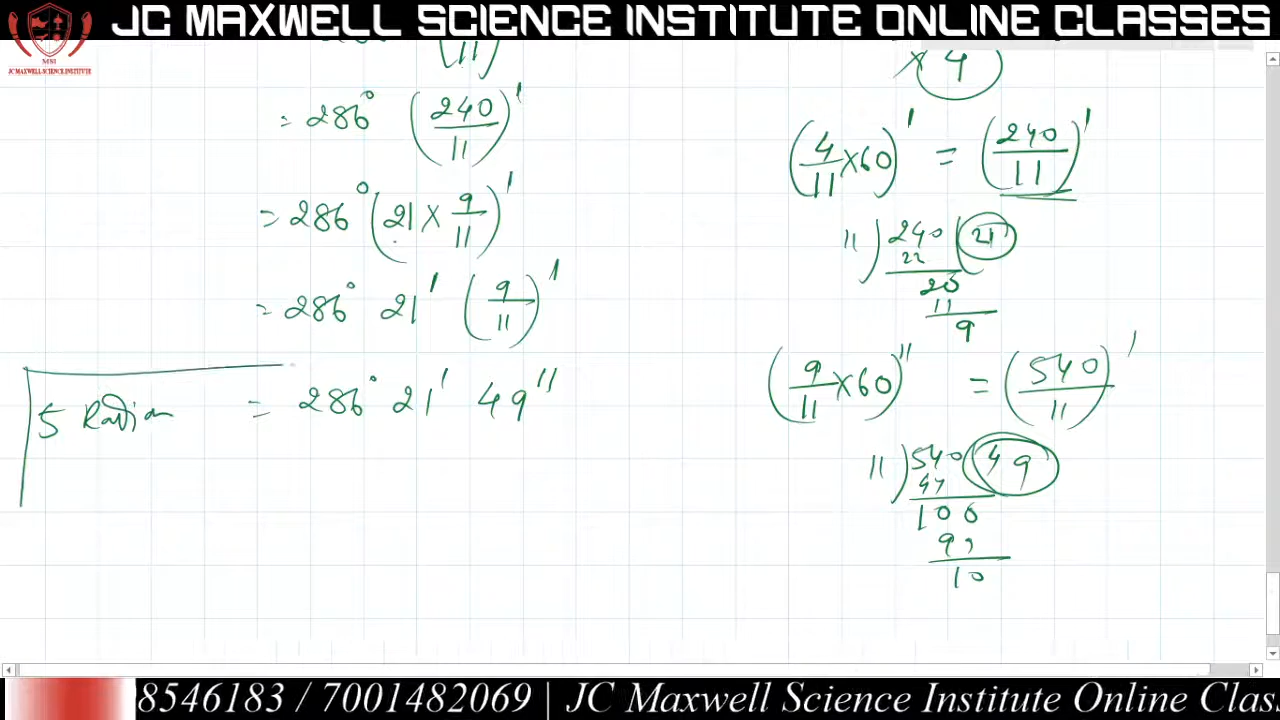 JC MAXWELL SCIENCE INSTITUTE ONLINE CLASSES
MSI
JC MAXWELL SCIENCE INSTITUTE
11)
= 286° (240/11)'
= 286° (21 × 9/11)'
= 286° 21' (9/11)'
5 Radian = 286° 21' 49"
× 4
(4/11 × 60)' = (240/11)'
11) 240 (21
22
20
11
9
(9/11 × 60)" = (540/11)'
11) 540 (49
44
100
99
10
8546183 / 7001482069 | JC Maxwell Science Institute Online Clas